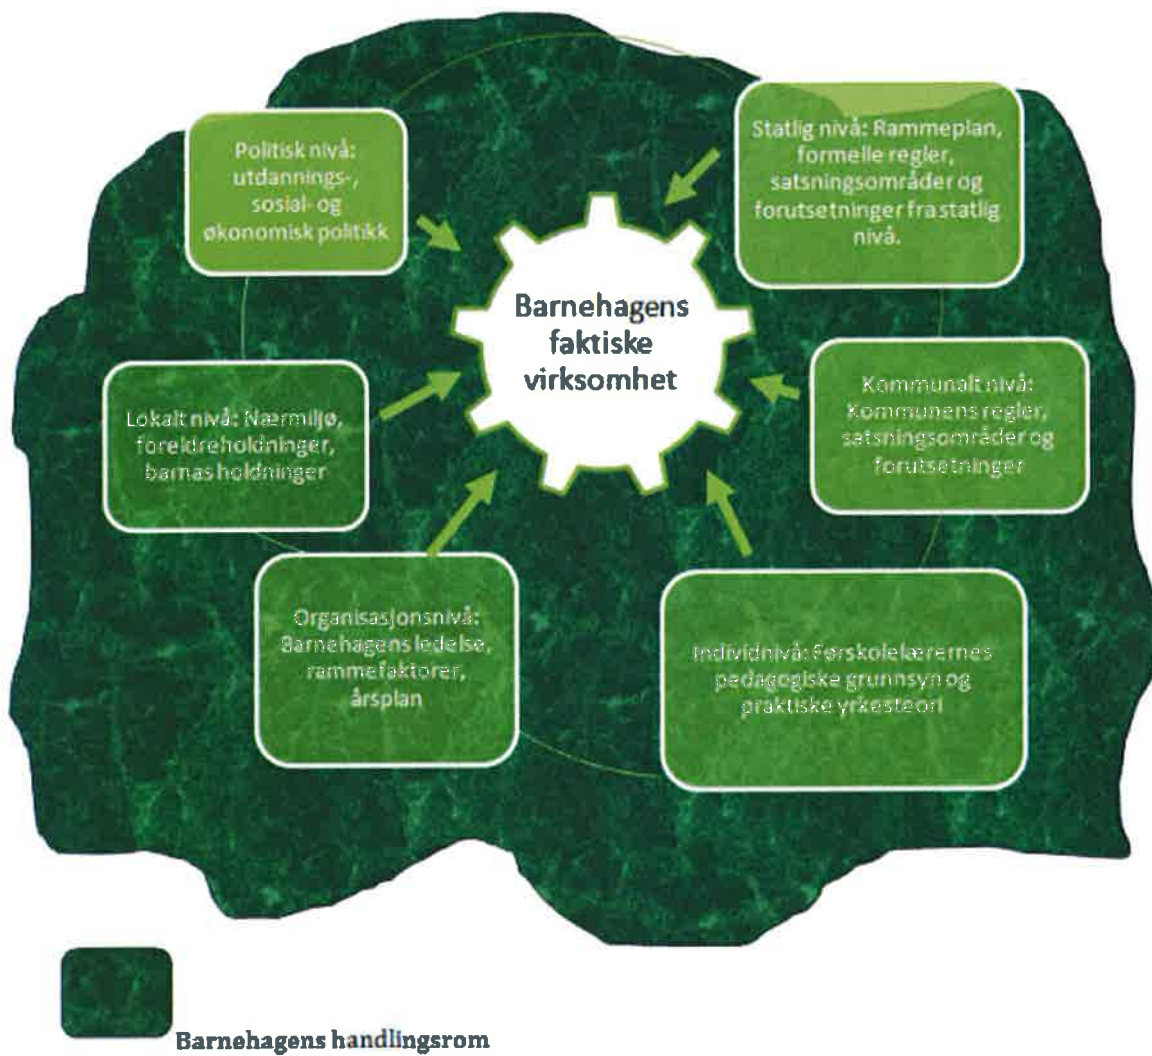 Politisk nivå:
utdannings-,
sosial- og
økonomisk politikk
Statlig nivå: Rammeplan,
formelle regler,
satsningsområder og
forutsetninger fra statlig
nivå.
Barnehagens
faktiske
virksomhet
Lokalt nivå: Nærmiljø,
foreldreholdninger,
barnas holdninger
Kommunalt nivå:
Kommunens regler,
satsningsområder og
forutsetninger
Organisasjonsnivå:
Barnehagens ledelse,
rammefaktorer,
årsplan
Individnivå: Førskolelærernes
pedagogiske grunnsyn og
praktiske yrkesteori
Barnehagens handlingsrom